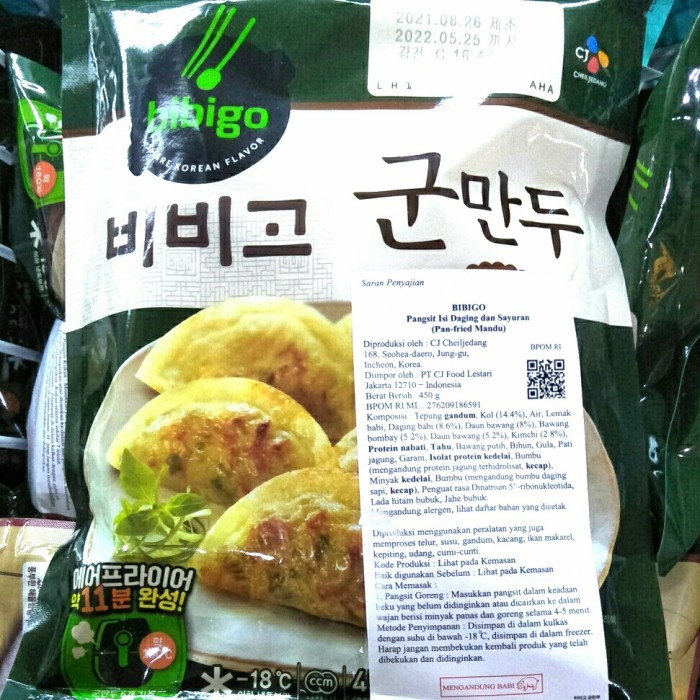 2021.08.26 제조
2022.05.25 까지
LH1 AHA
CJ
CHEILJEDANG
bibigo
KOREAN FLAVOR
비비고 군만두
Saran Penyajian
BIBIGO
Pangsit Isi Daging dan Sayuran
(Pan-fried Mandu)
Diproduksi oleh : CJ Cheiljedang
168, Seohea-daero, Jung-gu,
Incheon, Korea.
BPOM RI
Diimpor oleh : PT CJ Food Lestari
Jakarta 12710 – Indonesia
Berat Bersih : 450 g
BPOM RI ML : 276209186591
Komposisi : Tepung gandum, Kol (14.4%), Air, Lemak
babi, Daging babi (8.6%), Daun bawang (8%), Bawang
bombay (5.2%), Daun bawang (5.2%), Kimchi (2.8%),
Protein nabati, Tahu, Bawang putih, Bihun, Gula, Pati
jagung, Garam, Isolat protein kedelai, Bumbu
(mengandung protein jagung terhidrolisat, kecap),
Minyak kedelai, Bumbu (mengandung bumbu daging
sapi, kecap), Penguat rasa Dinatrium 5'-ribonukleotida,
Lada hitam bubuk, Jahe bubuk.
Mengandung alergen, lihat daftar bahan yang dicetak
Diproduksi menggunakan peralatan yang juga
memproses telur, susu, gandum, kacang, ikan makarel,
kepiting, udang, cumi-cumi.
Kode Produksi : Lihat pada Kemasan
Baik digunakan Sebelum : Lihat pada Kemasan
Cara Memasak :
1. Pangsit Goreng : Masukkan pangsit dalam keadaan
beku yang belum didinginkan atau dicairkan ke dalam
wajan berisi minyak panas dan goreng selama 4-5 menit.
Metode Penyimpanan : Disimpan di dalam kulkas
dengan suhu di bawah -18°C, disimpan di dalam freezer.
Harap jangan membekukan kembali produk yang telah
dibekukan dan didinginkan.
MENGANDUNG BABI
에어프라이어
약 11분 완성!
-18℃
ccm